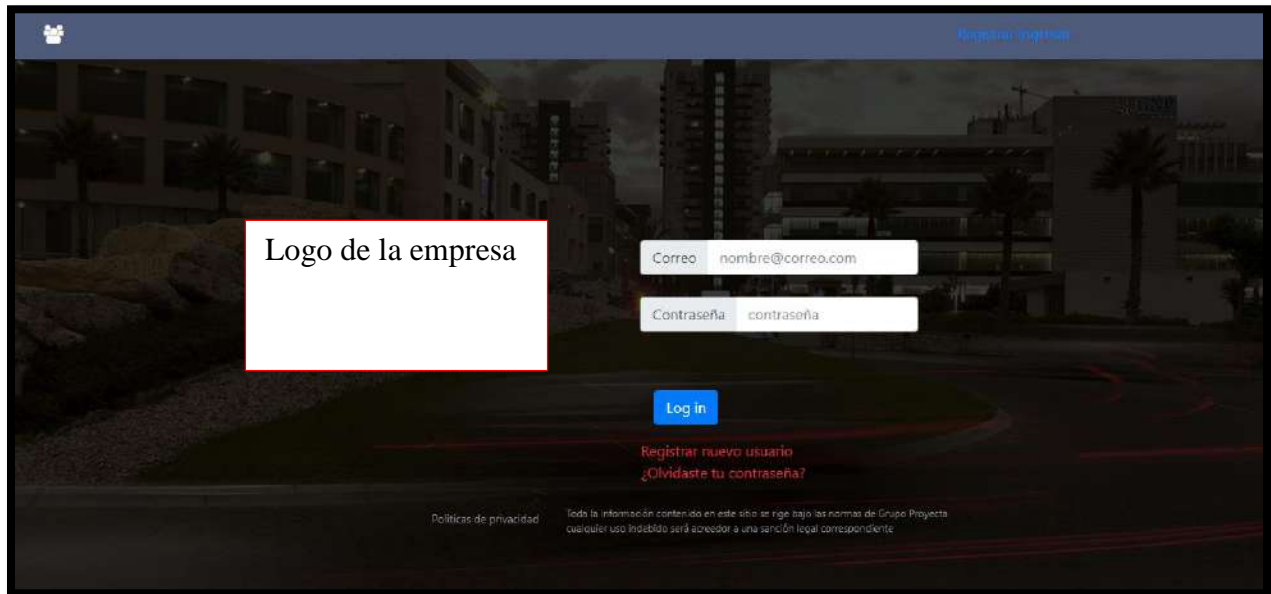 Registrar
Logo de la empresa
Correo
nombre@correo.com
Contraseña
contraseña
Log in
Registrar nuevo usuario
¿Olvidaste tu contraseña?
Políticas de privacidad
Toda la información contenida en este sitio se rige bajo las normas de Grupo Proyecta
cualquier uso indebido será acreedor a una sanción legal correspondiente